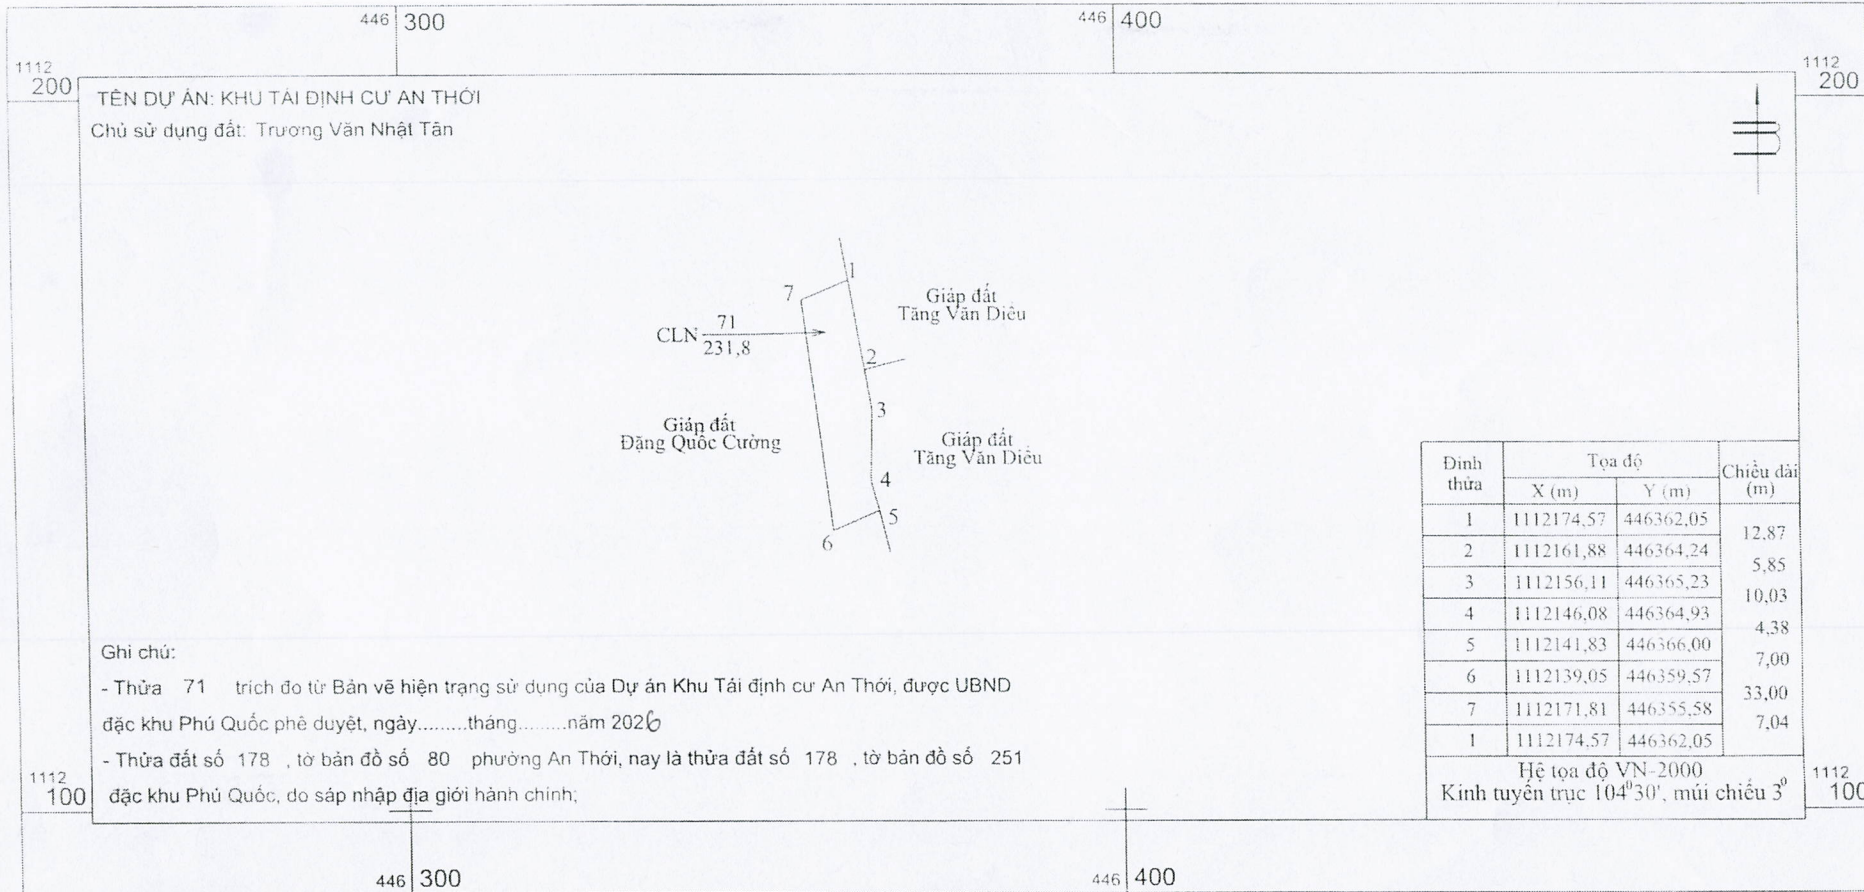 446 300
446 400
1112
200
1112
200
TÊN DỰ ÁN: KHU TÁI ĐỊNH CƯ AN THỚI
Chủ sử dụng đất: Trương Văn Nhật Tân
B
1
7
Giáp đất
Tăng Văn Diều
CLN 71
231,8
2
3
Giáp đất
Đặng Quốc Cường
Giáp đất
Tăng Văn Diều
4
5
6
Đỉnh thửa Tọa độ Chiều dài (m)
X (m) Y (m)
1 1112174,57 446362,05
12,87
2 1112161,88 446364,24
5,85
3 1112156,11 446365,23
10,03
4 1112146,08 446364,93
4,38
5 1112141,83 446366,00
7,00
6 1112139,05 446359,57
33,00
7 1112171,81 446355,58
7,04
1 1112174,57 446362,05
Hệ tọa độ VN-2000
Kinh tuyến trục 104°30', múi chiếu 3°
Ghi chú:
- Thửa 71 trích đo từ Bản vẽ hiện trạng sử dụng của Dự án Khu Tái định cư An Thới, được UBND
đặc khu Phú Quốc phê duyệt, ngày.........tháng.........năm 2026
- Thửa đất số 178 , tờ bản đồ số 80 phường An Thới, nay là thửa đất số 178 , tờ bản đồ số 251
đặc khu Phú Quốc, do sáp nhập địa giới hành chính;
1112
100
1112
100
446 300
446 400